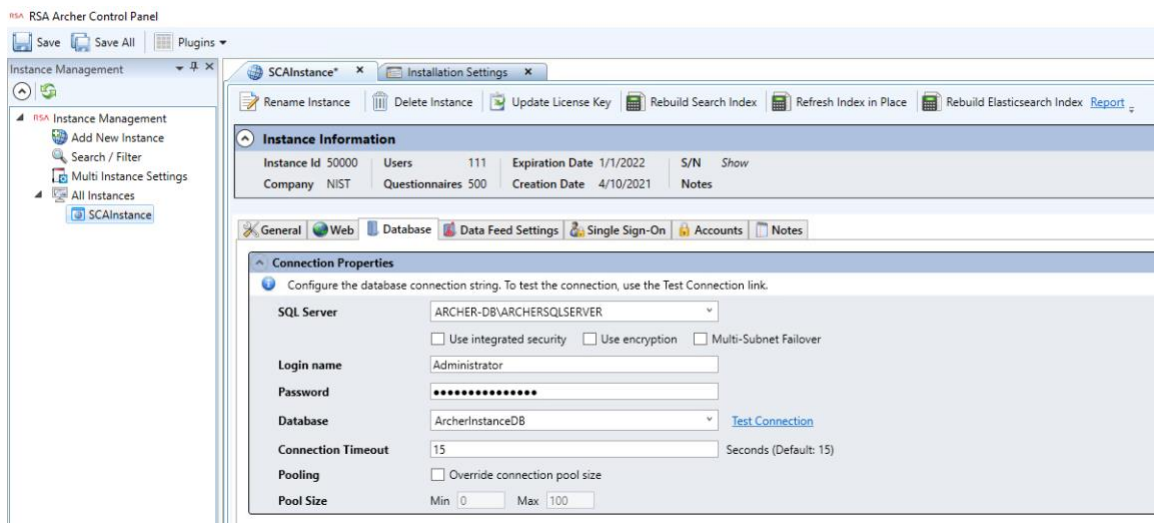 RSA RSA Archer Control Panel
Save Save All Plugins
Instance Management
RSA Instance Management
Add New Instance
Search / Filter
Multi Instance Settings
All Instances
SCAInstance
SCAInstance* Installation Settings
Rename Instance Delete Instance Update License Key Rebuild Search Index Refresh Index in Place Rebuild Elasticsearch Index Report
Instance Information
Instance Id 50000 Users 111 Expiration Date 1/1/2022 S/N Show
Company NIST Questionnaires 500 Creation Date 4/10/2021 Notes
General Web Database Data Feed Settings Single Sign-On Accounts Notes
Connection Properties
Configure the database connection string. To test the connection, use the Test Connection link.
SQL Server ARCHER-DB\ARCHERSQLSERVER
Use integrated security Use encryption Multi-Subnet Failover
Login name Administrator
Password •••••••••••••••
Database ArcherInstanceDB Test Connection
Connection Timeout 15 Seconds (Default: 15)
Pooling Override connection pool size
Pool Size Min 0 Max 100